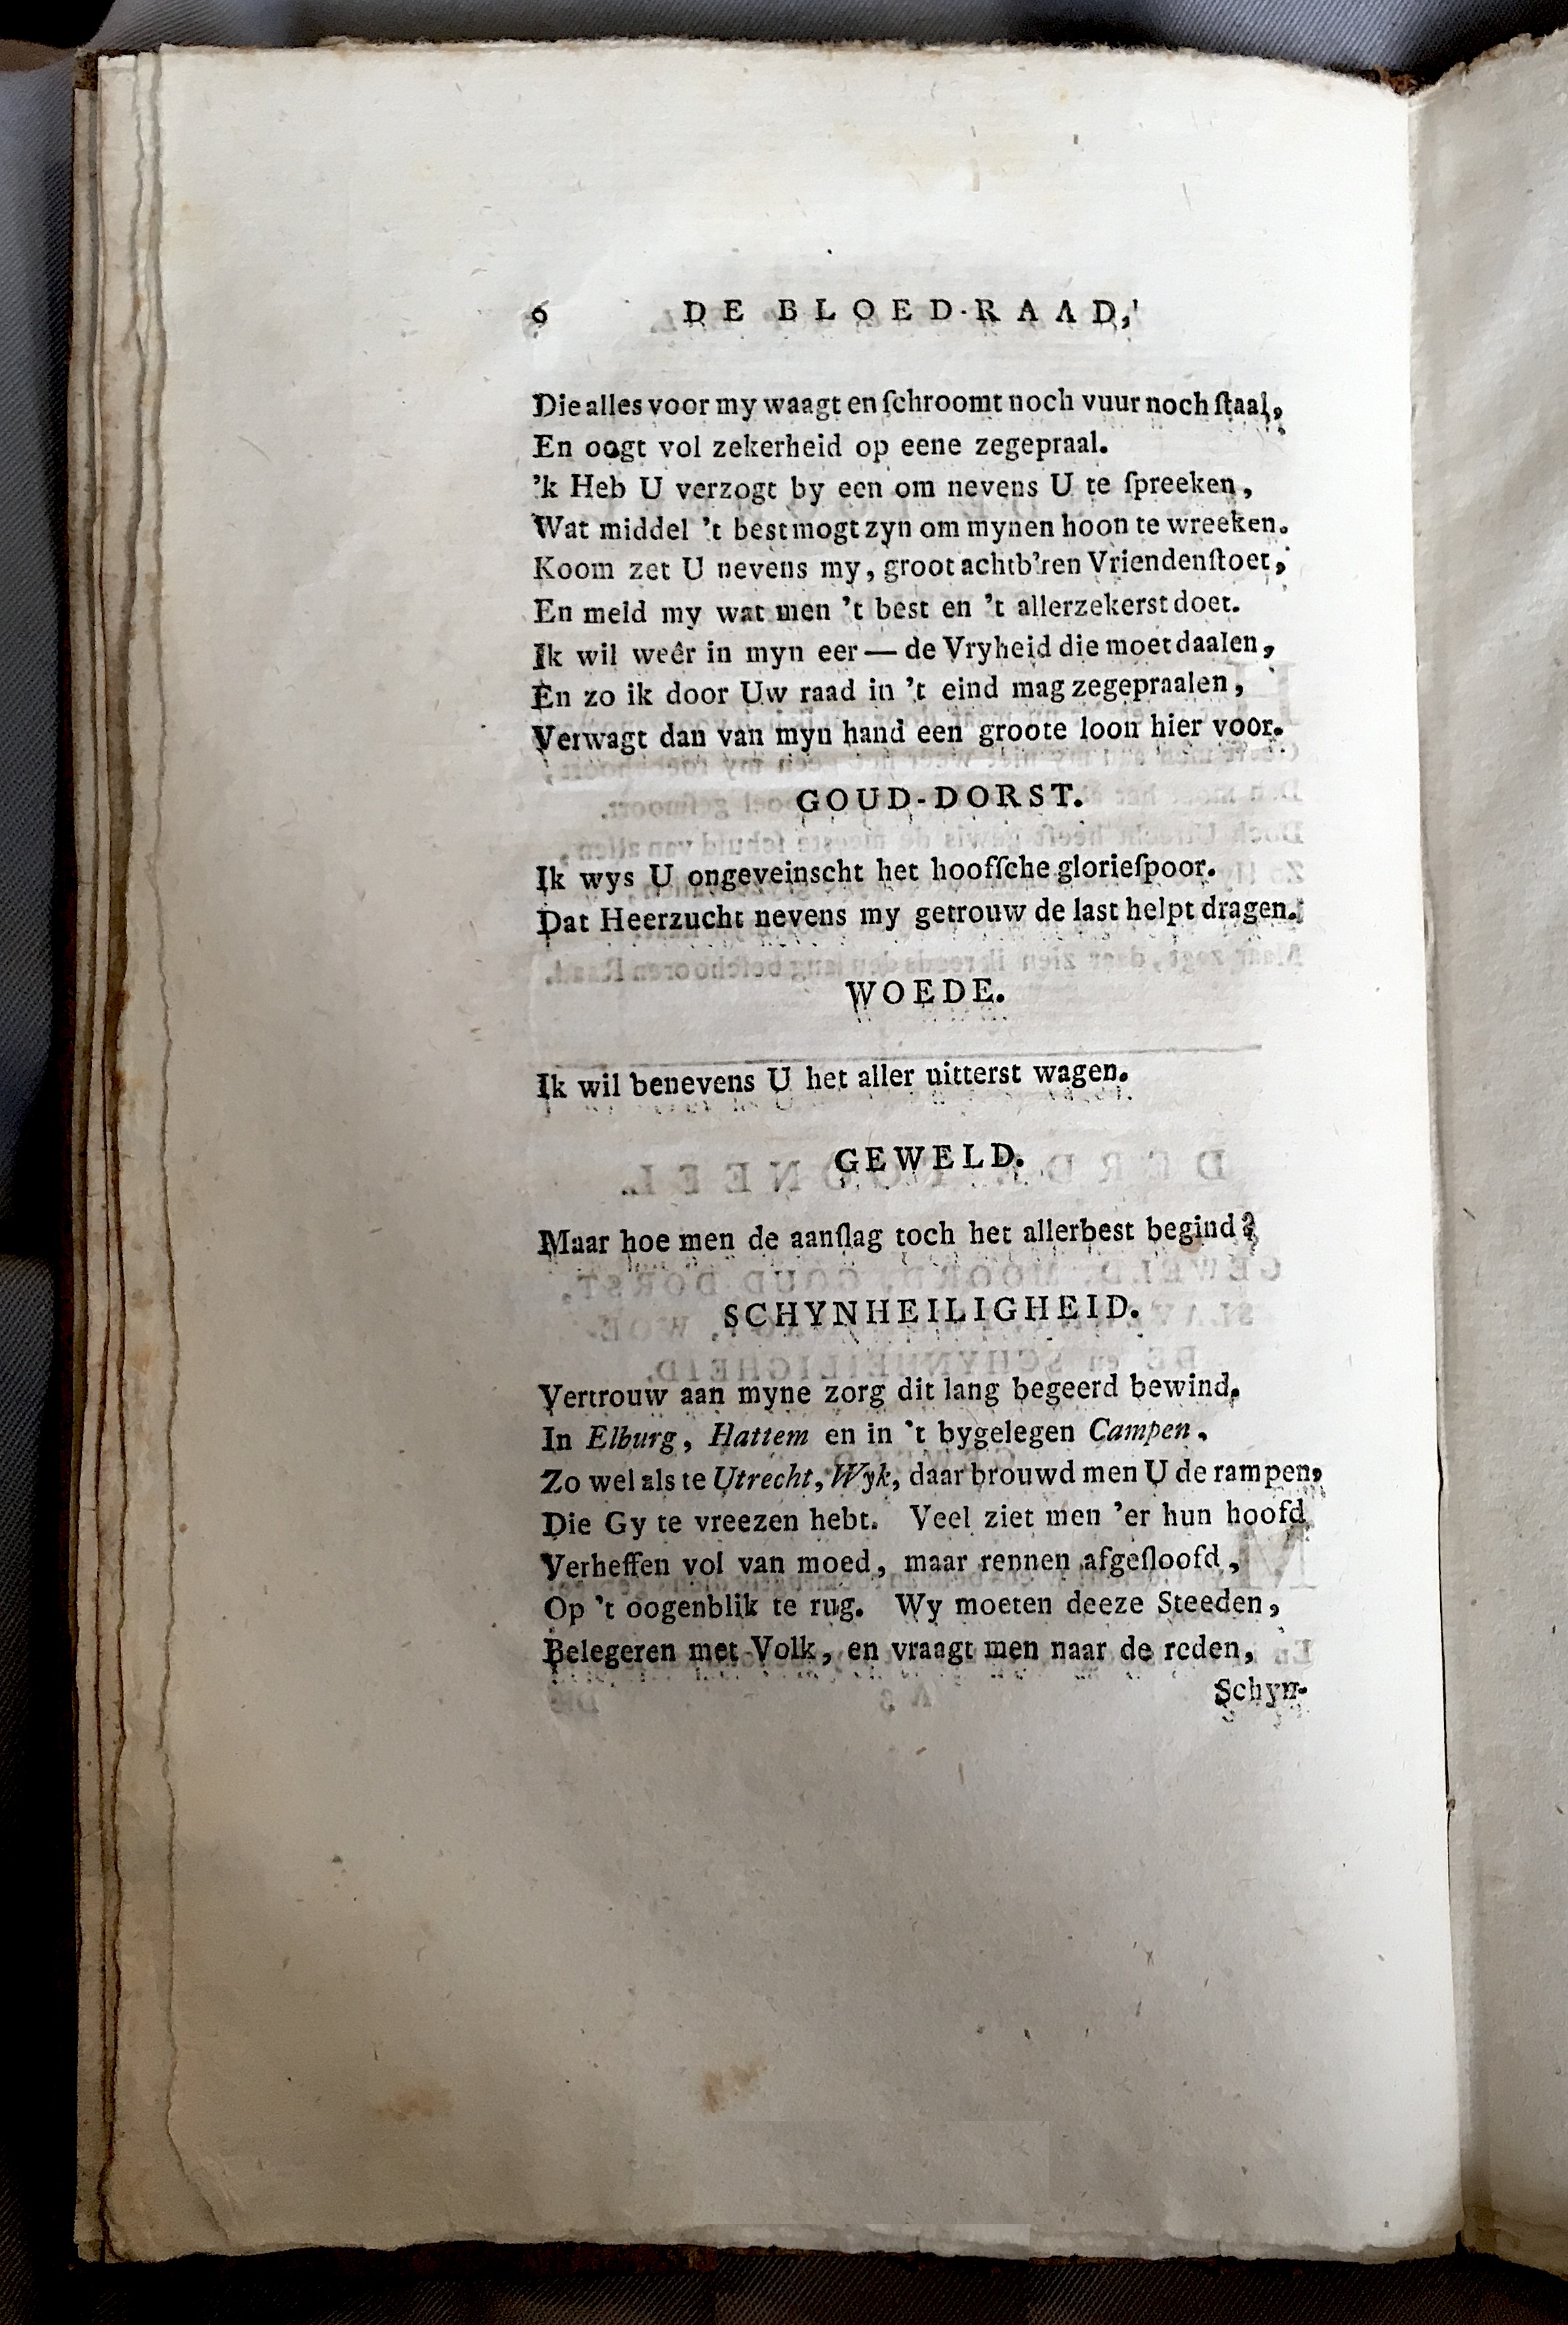 6 DE BLOED-RAAD,
Die alles voor my waagt en ſchroomt noch vuur noch ſtaal,
En oogt vol zekerheid op eene zegepraal.
’k Heb U verzogt by een om nevens U te ſpreeken,
Wat middel ’t best mogt zyn om mynen hoon te wreeken.
Koom zet U nevens my, groot achtb’ren Vriendenſtoet,
En meld my wat men ’t best en ’t allerzekerst doet.
Ik wil weêr in myn eer — de Vryheid die moet daalen,
En zo ik door Uw raad in ’t eind mag zegepraalen,
Verwagt dan van myn hand een groote loon hier voor.
GOUD-DORST.
Ik wys U ongeveinscht het hoofſche glorieſpoor.
Dat Heerzucht nevens my getrouw de last helpt dragen.
WOEDE.
Ik wil benevens U het aller uitterst wagen.
GEWELD.
Maar hoe men de aanſlag toch het allerbest begind?
SCHYNHEILIGHEID.
Vertrouw aan myne zorg dit lang begeerd bewind,
In Elburg, Hattem en in ’t bygelegen Campen,
Zo wel als te Utrecht, Wyk, daar brouwd men U de rampen,
Die Gy te vreezen hebt. Veel ziet men ’er hun hoofd
Verheffen vol van moed, maar rennen afgeſloofd,
Op ’t oogenblik te rug. Wy moeten deeze Steeden,
Belegeren met Volk, en vraagt men naar de reden,
Schyn-